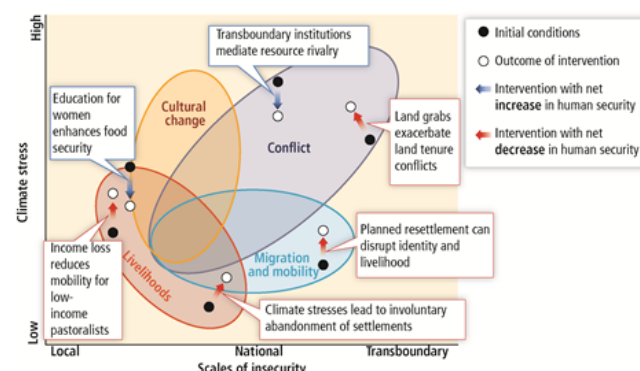 High
Climate stress
Low
Local
National
Transboundary
Scales of insecurity
Transboundary institutions
mediate resource rivalry
Education for
women
enhances food
security
Cultural
change
Conflict
Land grabs
exacerbate
land tenure
conflicts
Income loss
reduces
mobility for
low-
income
pastoralists
Livelihoods
Migration
and mobility
Planned resettlement can
disrupt identity and
livelihood
Climate stresses lead to involuntary
abandonment of settlements
Initial conditions
Outcome of intervention
Intervention with net
increase in human security
Intervention with net
decrease in human security